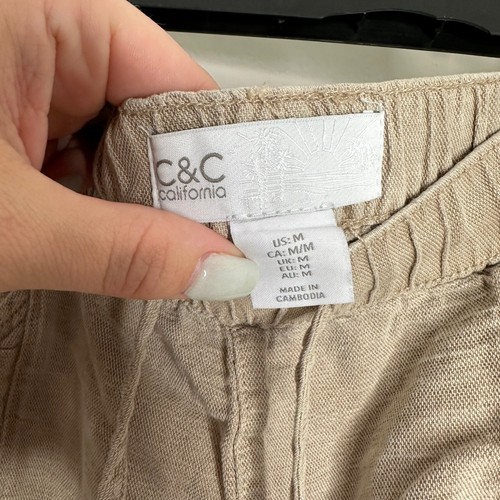 C&C
california
US: M
CA: M/M
UK: M
EU: M
AU: M
MADE IN
CAMBODIA